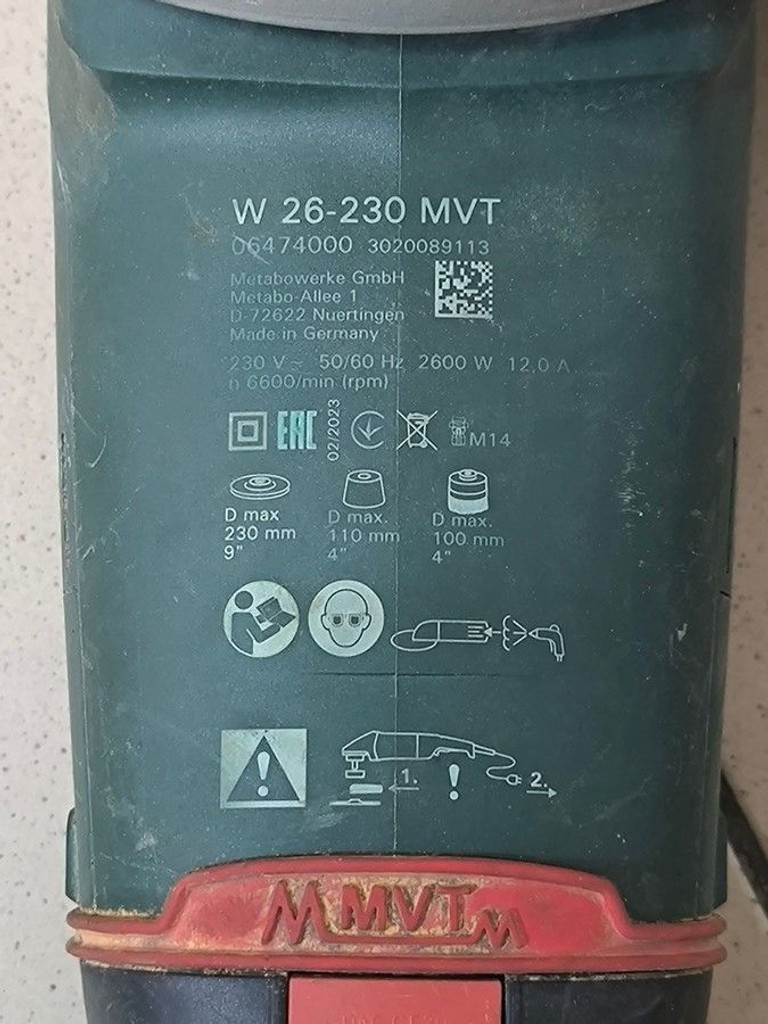 W 26-230 MVT
06474000 3020089113
Metabowerke GmbH
Metabo-Allee 1
D-72622 Nuertingen
Made in Germany
230 V ~ 50/60 Hz 2600 W 12,0 A
n 6600/min (rpm)
EAC 02/2023 M14
D max D max. D max.
230 mm 110 mm 100 mm
9" 4" 4"
! 1. ! 2.
MVT